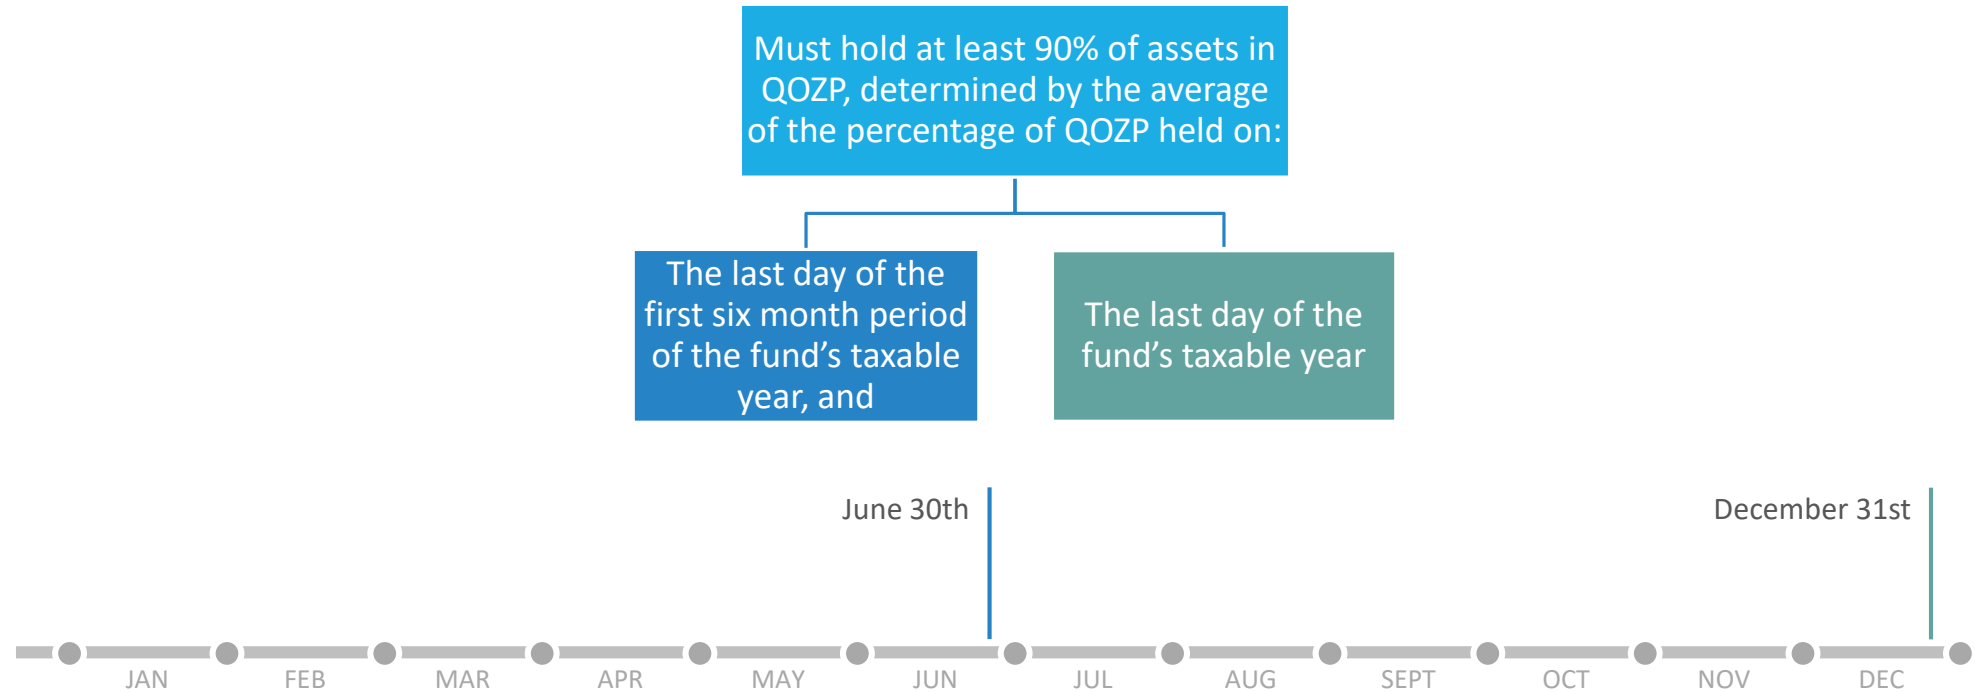 Must hold at least 90% of assets in
QOZP, determined by the average
of the percentage of QOZP held on:
The last day of the
first six month period
of the fund’s taxable
year, and
The last day of the
fund’s taxable year
June 30th
December 31st
JAN FEB MAR APR MAY JUN JUL AUG SEPT OCT NOV DEC